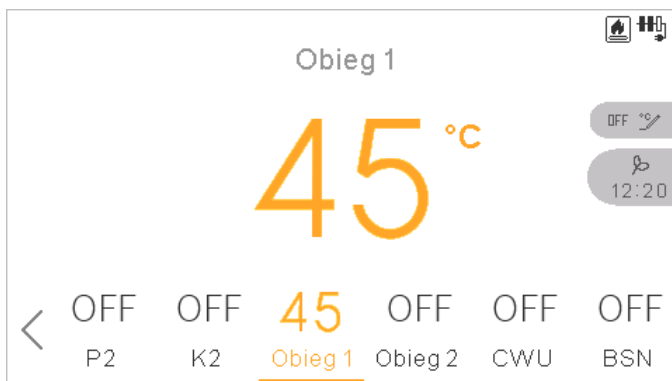 Obieg 1
45 °C
OFF °C
12:20
OFF OFF 45 OFF OFF OFF
P2 K2 Obieg 1 Obieg 2 CWU BSN